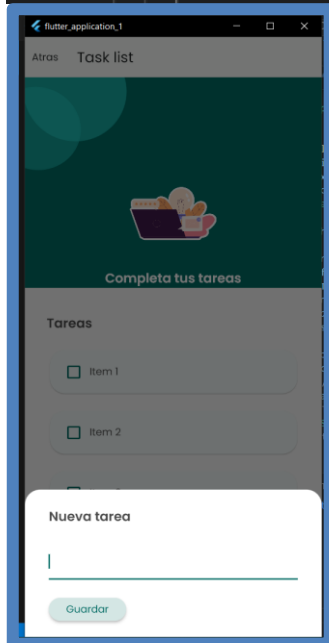 flutter_application_1
Atras Task list
Completa tus tareas
Tareas
Item 1
Item 2
Nueva tarea
Guardar